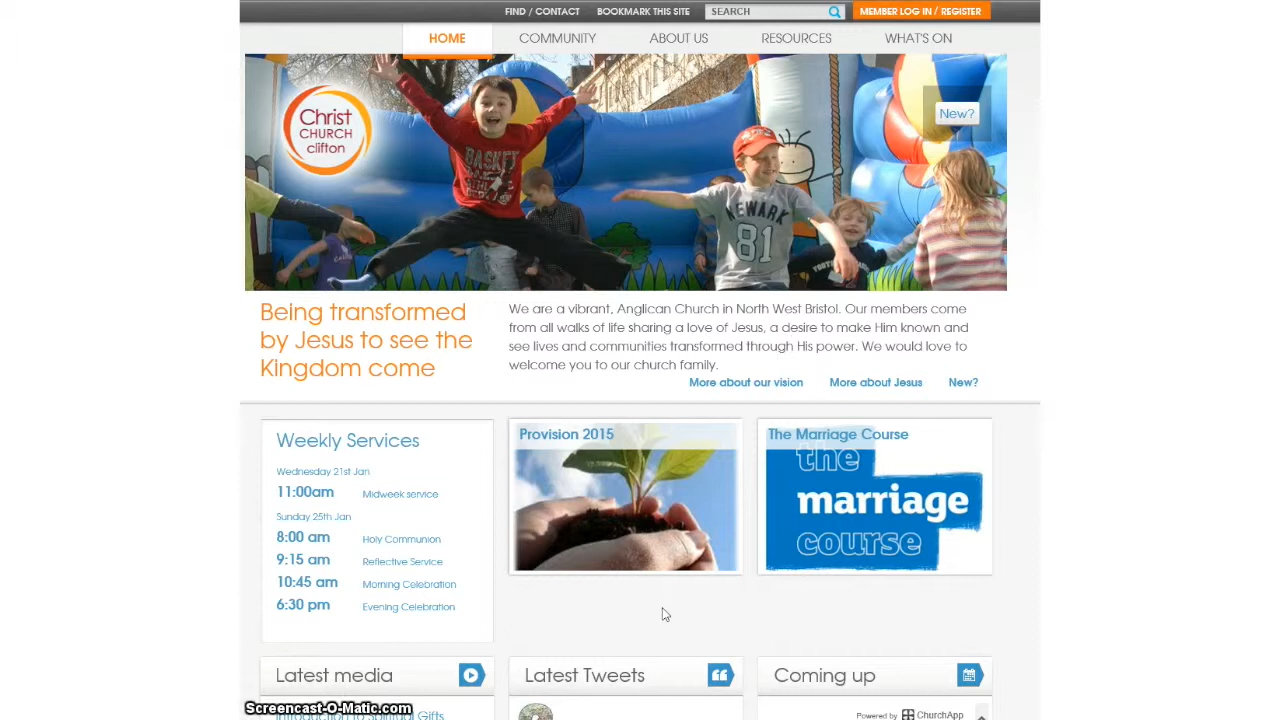 FIND / CONTACT
BOOKMARK THIS SITE
SEARCH
MEMBER LOG IN / REGISTER
HOME
COMMUNITY
ABOUT US
RESOURCES
WHAT'S ON
Christ
CHURCH
clifton
New?
BASKET
NEWARK
81
Being transformed
by Jesus to see the
Kingdom come
We are a vibrant, Anglican Church in North West Bristol. Our members come
from all walks of life sharing a love of Jesus, a desire to make Him known and
see lives and communities transformed through His power. We would love to
welcome you to our church family.
More about our vision
More about Jesus
New?
Weekly Services
Wednesday 21st Jan
11:00am Midweek service
Sunday 25th Jan
8:00 am Holy Communion
9:15 am Reflective Service
10:45 am Morning Celebration
6:30 pm Evening Celebration
Provision 2015
The Marriage Course
the
marriage
course
Latest media
Introduction to Spiritual Gifts
Latest Tweets
Coming up
Powered by ChurchApp
Screencast-O-Matic.com